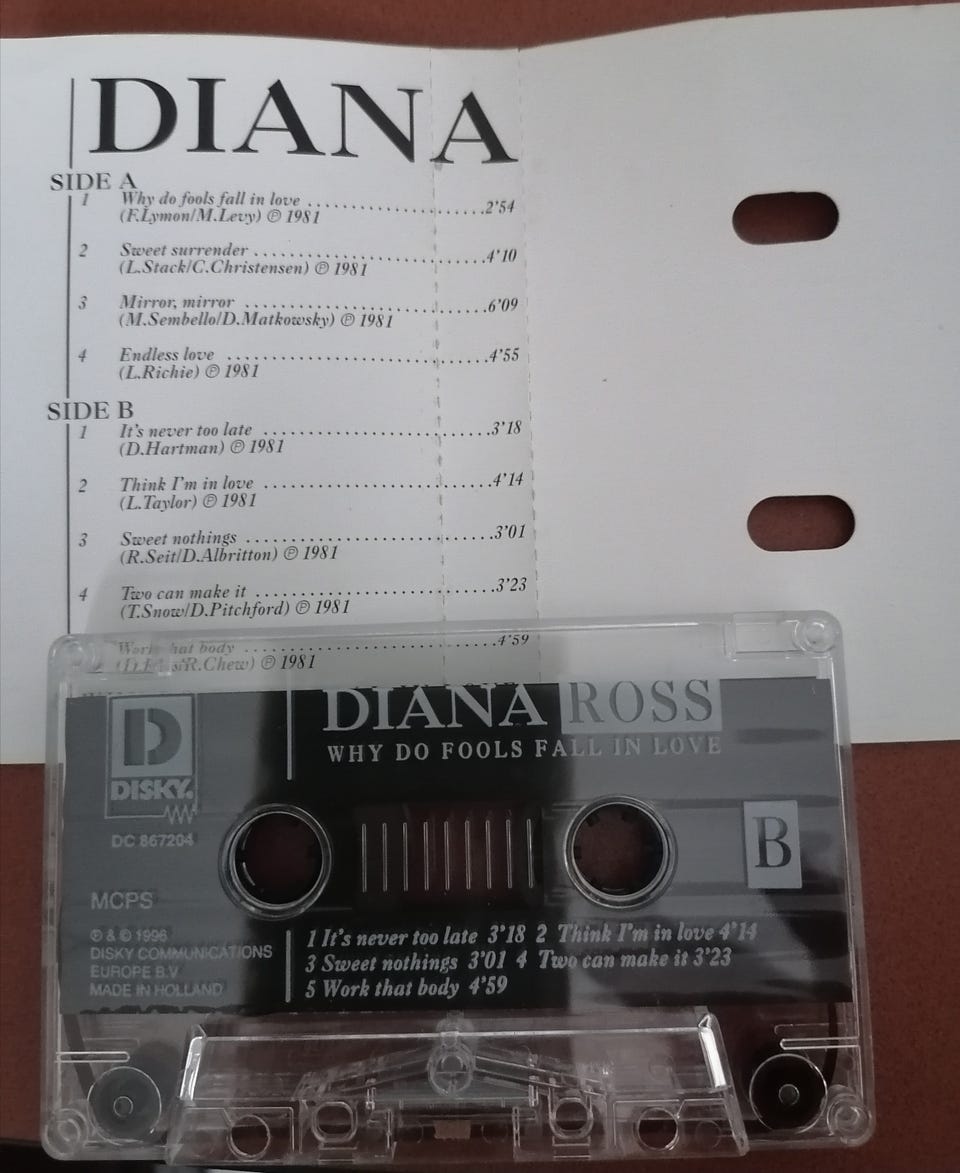 DIANA
SIDE A
1 Why do fools fall in love ..............................2'54
(F.Lymon/M.Levy) ℗ 1981
2 Sweet surrender ..............................4'10
(L.Stack/C.Christensen) ℗ 1981
3 Mirror, mirror ..............................6'09
(M.Sembello/D.Matkowsky) ℗ 1981
4 Endless love ..............................4'55
(L.Richie) ℗ 1981
SIDE B
1 It's never too late ..............................3'18
(D.Hartman) ℗ 1981
2 Think I'm in love ..............................4'14
(L.Taylor) ℗ 1981
3 Sweet nothings ..............................3'01
(R.Seit/D.Albritton) ℗ 1981
4 Two can make it ..............................3'23
(T.Snow/D.Pitchford) ℗ 1981
Work that body ..............................4'59
R.Chew) ℗ 1981
D
DISKY.
DIANA ROSS
WHY DO FOOLS FALL IN LOVE
DC 867204
B
MCPS
℗ & © 1996
DISKY COMMUNICATIONS
EUROPE B.V.
MADE IN HOLLAND
1 It's never too late 3'18 2 Think I'm in love 4'14
3 Sweet nothings 3'01 4 Two can make it 3'23
5 Work that body 4'59